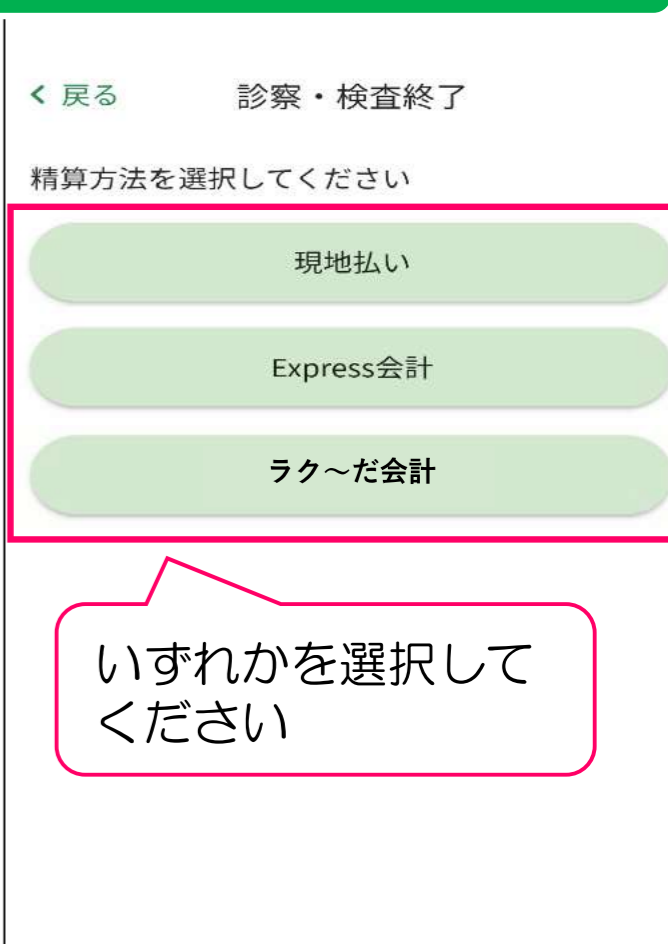 戻る 診察・検査終了
精算方法を選択してください
現地払い
Express会計
ラク～だ会計
いずれかを選択して
ください